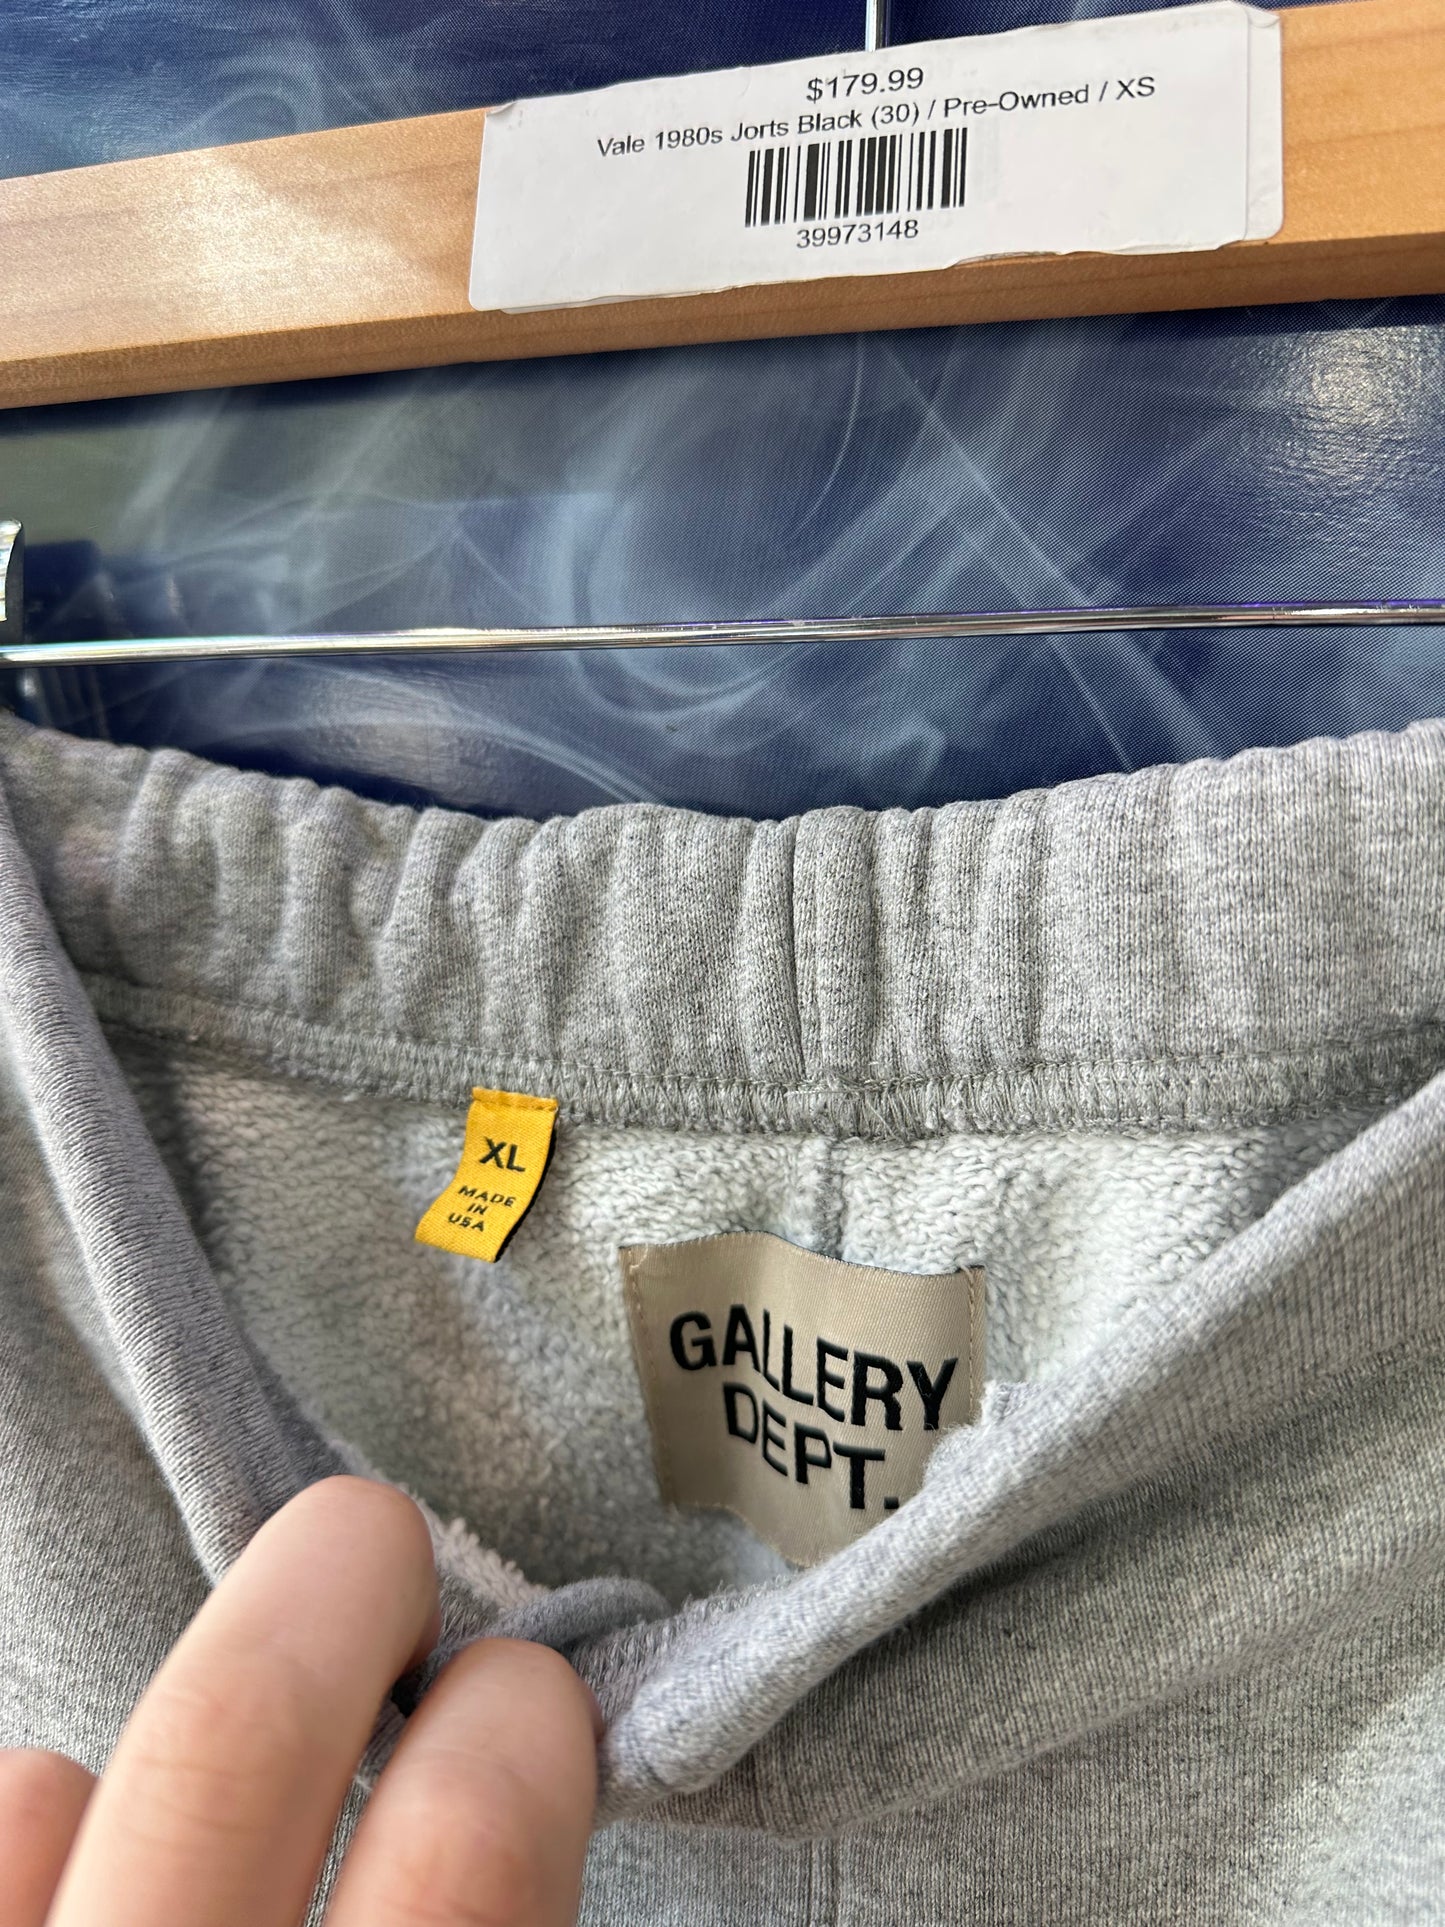 $179.99
Vale 1980s Jorts Black (30) / Pre-Owned / XS
39973148
XL
MADE
IN
USA
GALLERY
DEPT.